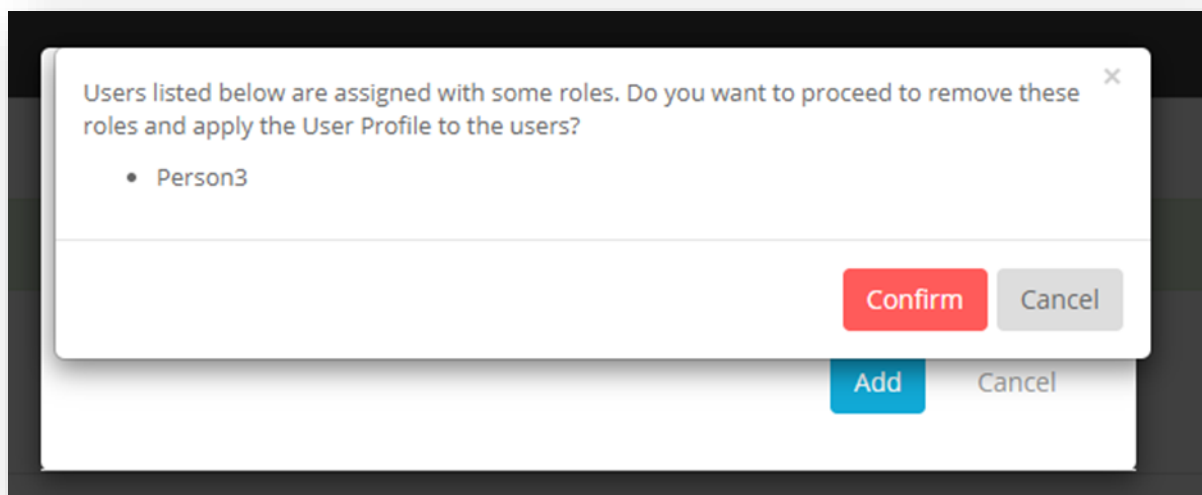 Users listed below are assigned with some roles. Do you want to proceed to remove these
roles and apply the User Profile to the users?
• Person3
Confirm Cancel
Add Cancel